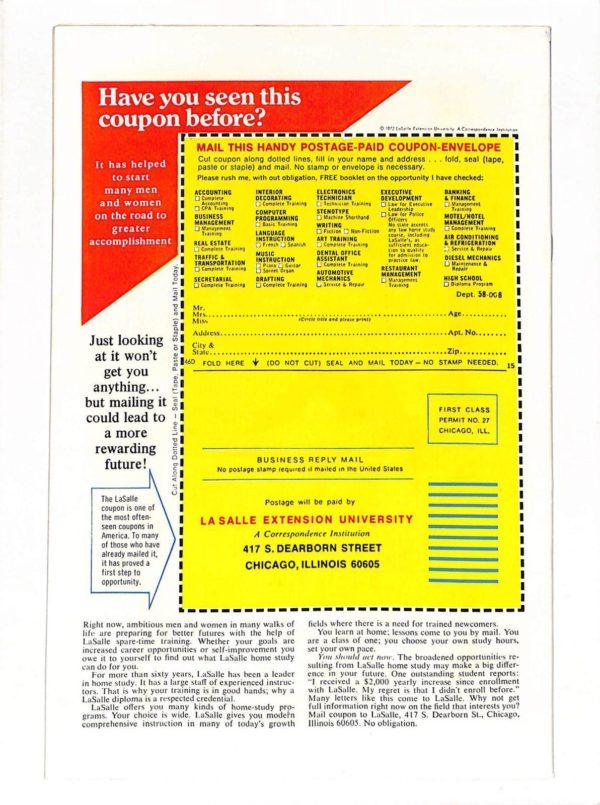 Have you seen this
coupon before?
© 1972 LaSalle Extension University. A Correspondence Institution
It has helped
to start
many men
and women
on the road to
greater
accomplishment
Just looking
at it won't
get you
anything...
but mailing it
could lead to
a more
rewarding
future!
The LaSalle
coupon is one of
the most often-
seen coupons in
America. To many
of those who have
already mailed it,
it has proved a
first step to
opportunity.
Cut Along Dotted Line — Seal (Tape, Paste or Staple) and Mail Today
MAIL THIS HANDY POSTAGE-PAID COUPON-ENVELOPE
Cut coupon along dotted lines, fill in your name and address . . . fold, seal (tape,
paste or staple) and mail. No stamp or envelope is necessary.
Please rush me, with out obligation, FREE booklet on the opportunity I have checked;
ACCOUNTING
Complete
Accounting
CPA Training
BUSINESS
MANAGEMENT
Management
Training
REAL ESTATE
Complete Training
TRAFFIC &
TRANSPORTATION
Complete Training
SECRETARIAL
Complete Training
INTERIOR
DECORATING
Complete Training
COMPUTER
PROGRAMMING
Basic Training
LANGUAGE
INSTRUCTION
French Spanish
MUSIC
INSTRUCTION
Piano Guitar
Spinet Organ
DRAFTING
Complete Training
ELECTRONICS
TECHNICIAN
Technician Training
STENOTYPE
Machine Shorthand
WRITING
Fiction Non-Fiction
ART TRAINING
Complete Training
DENTAL OFFICE
ASSISTANT
Complete Training
AUTOMOTIVE
MECHANICS
Service & Repair
EXECUTIVE
DEVELOPMENT
Law for Executive
Leadership
Law for Police
Officers
No state accepts
any law home study
course, including
LaSalle's, as
sufficient educa-
tion to qualify
for admission to
practice law.
RESTAURANT
MANAGEMENT
Management
Training
BANKING
& FINANCE
Management
Training
MOTEL/HOTEL
MANAGEMENT
Complete Training
AIR CONDITIONING
& REFRIGERATION
Service & Repair
DIESEL MECHANICS
Maintenance &
Repair
HIGH SCHOOL
Diploma Program
Dept. 58-008
Mr.
Mrs. Age
Miss (Circle title and please print)
Address Apt. No.
City &
State Zip
460 FOLD HERE (DO NOT CUT) SEAL AND MAIL TODAY — NO STAMP NEEDED. 15
FIRST CLASS
PERMIT NO. 27
CHICAGO, ILL.
BUSINESS REPLY MAIL
No postage stamp required if mailed in the United States
Postage will be paid by
LA SALLE EXTENSION UNIVERSITY
A Correspondence Institution
417 S. DEARBORN STREET
CHICAGO, ILLINOIS 60605
Right now, ambitious men and women in many walks of
life are preparing for better futures with the help of
LaSalle spare-time training. Whether your goals are
increased career opportunities or self-improvement you
owe it to yourself to find out what LaSalle home study
can do for you.
For more than sixty years, LaSalle has been a leader
in home study. It has a large staff of experienced instruc-
tors. That is why your training is in good hands; why a
LaSalle diploma is a respected credential.
LaSalle offers you many kinds of home-study pro-
grams. Your choice is wide. LaSalle gives you modern
comprehensive instruction in many of today's growth
fields where there is a need for trained newcomers.
You learn at home; lessons come to you by mail. You
are a class of one; you choose your own study hours,
set your own pace.
You should act now. The broadened opportunities re-
sulting from LaSalle home study may make a big differ-
ence in your future. One outstanding student reports:
"I received a $2,000 yearly increase since enrollment
with LaSalle. My regret is that I didn't enroll before."
Many letters like this come to LaSalle. Why not get
full information right now on the field that interests you?
Mail coupon to LaSalle, 417 S. Dearborn St., Chicago,
Illinois 60605. No obligation.